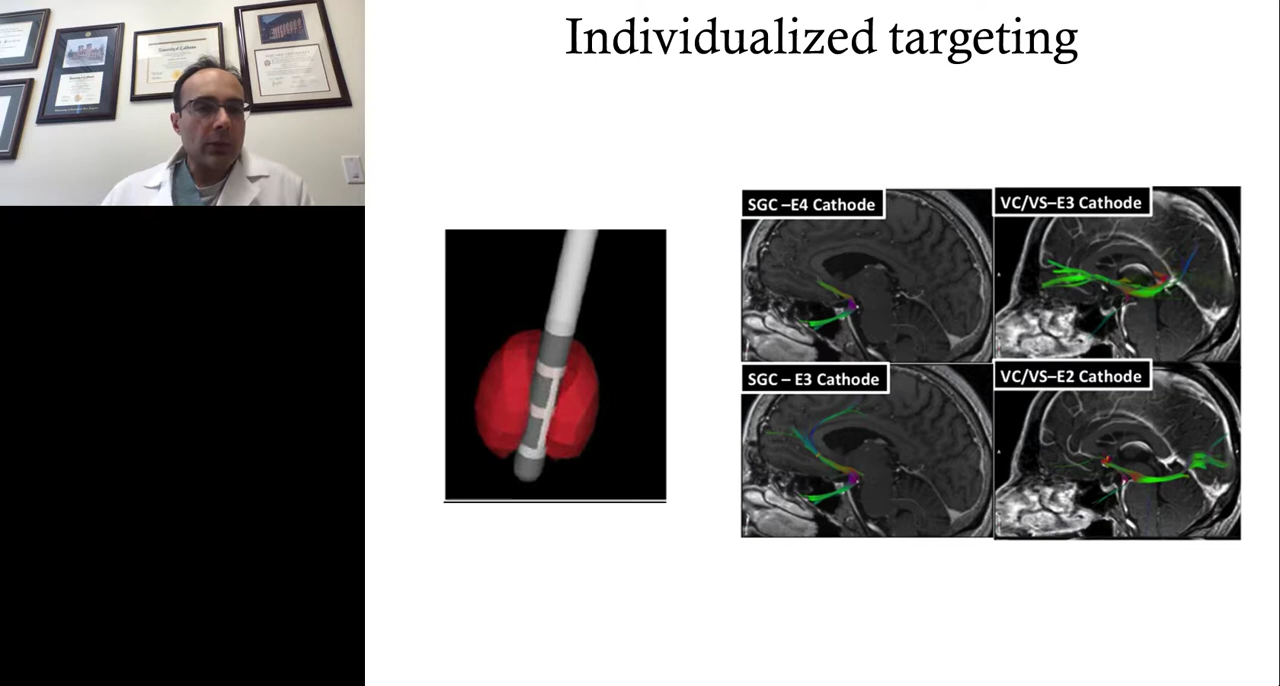 Individualized targeting
SGC –E4 Cathode
VC/VS–E3 Cathode
SGC – E3 Cathode
VC/VS–E2 Cathode